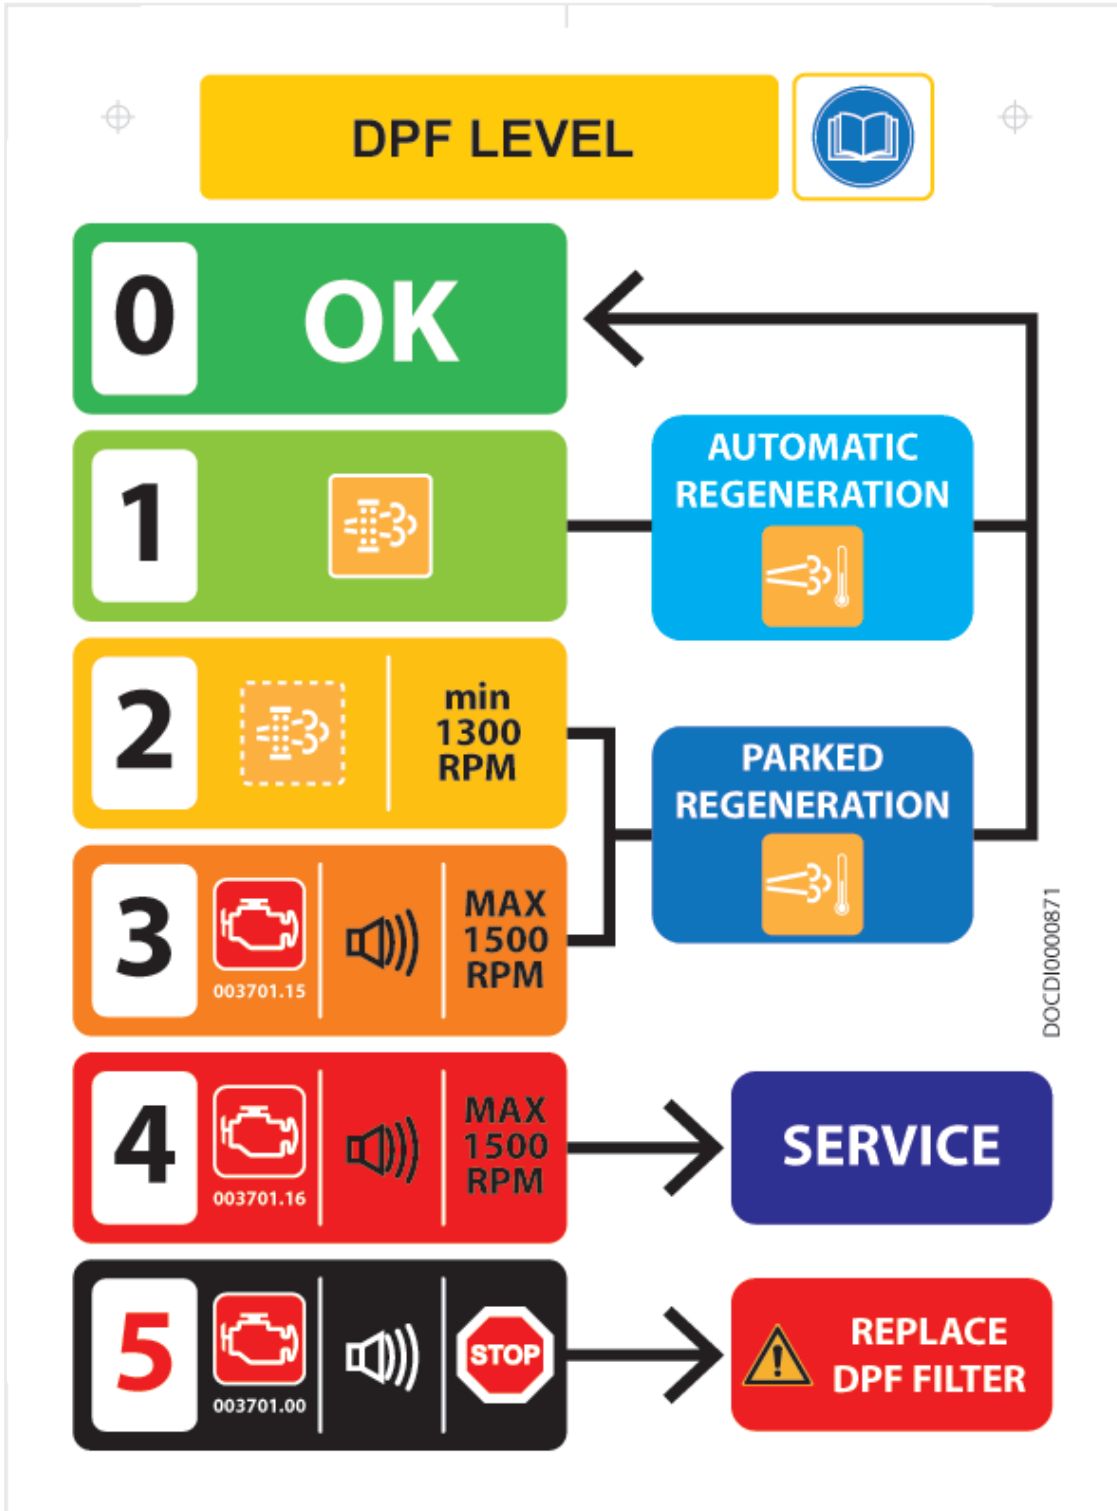 DPF LEVEL
0
OK
1
AUTOMATIC
REGENERATION
2
min
1300
RPM
PARKED
REGENERATION
3
003701.15
MAX
1500
RPM
DOCDI0000871
4
003701.16
MAX
1500
RPM
SERVICE
5
003701.00
STOP
REPLACE
DPF FILTER